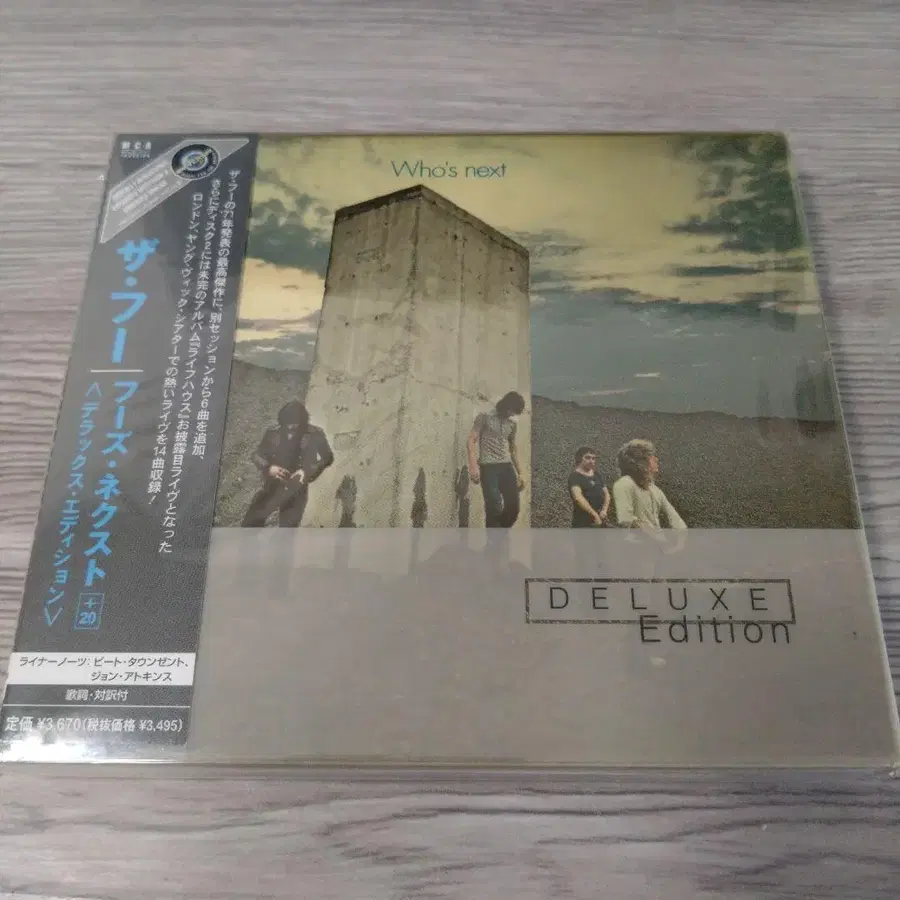 MCA
ザ・フー
フーズ・ネクスト +20
<デラックス・エディション>
ザ・フーの'71年発表の最高傑作に、別セッションから6曲を追加、
さらにディスク2には未完のアルバム『ライフハウス』お披露目ライヴとなった
ロンドン、ヤング・ヴィック・シアターでの熱いライヴを14曲収録!
ライナーノーツ: ピート・タウンゼント、
ジョン・アトキンス
歌詞・対訳付
定価 ¥3,670(税抜価格 ¥3,495)
Who's next
DELUXE
Edition